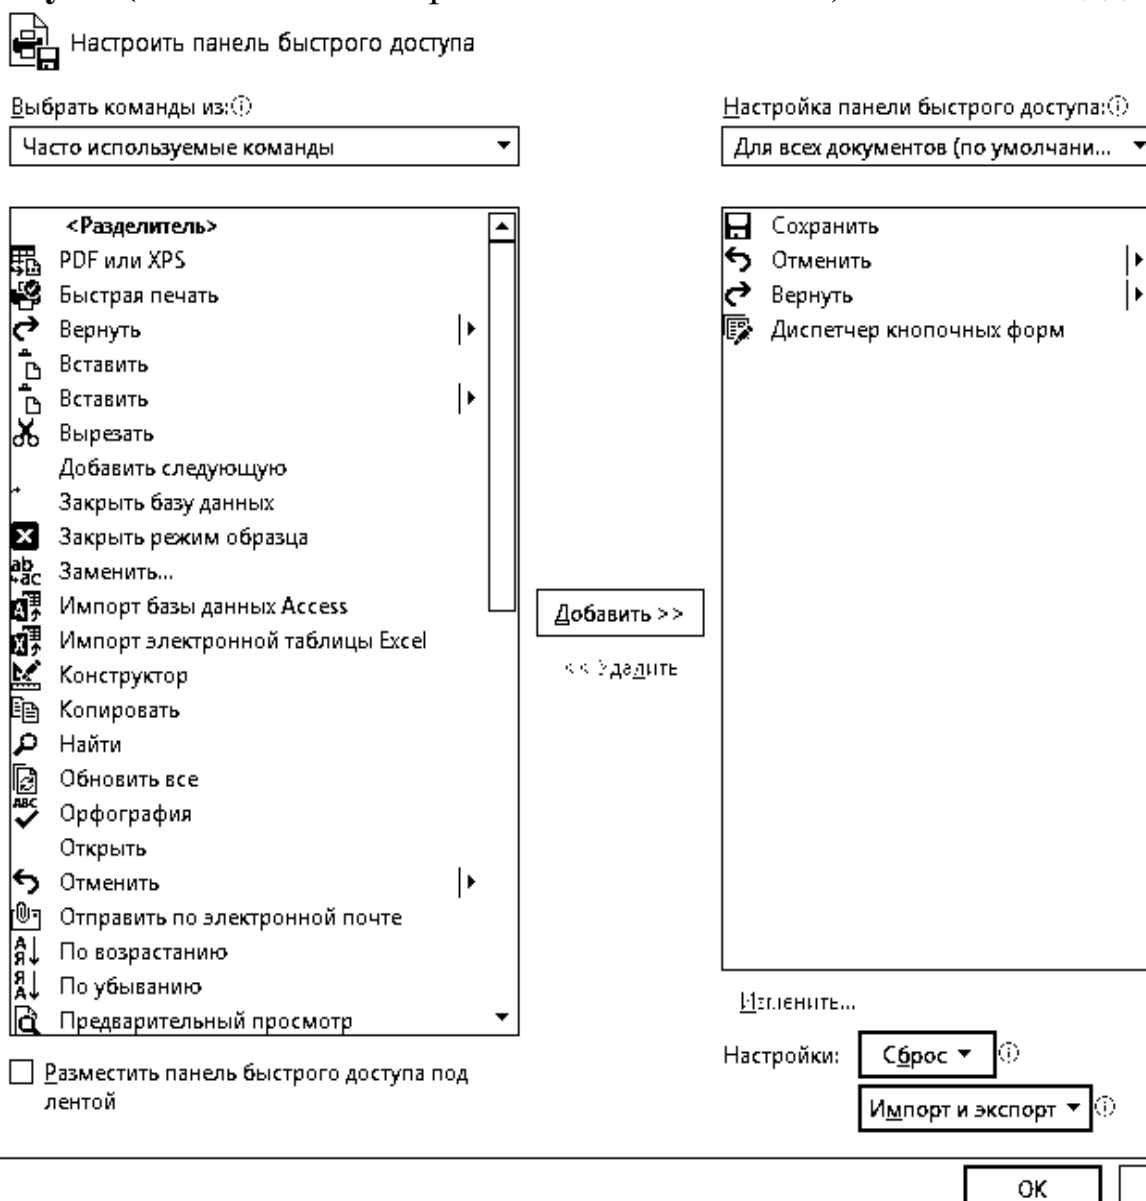 Настроить панель быстрого доступа
Выбрать команды из:
Часто используемые команды
<Разделитель>
PDF или XPS
Быстрая печать
Вернуть
Вставить
Вставить
Вырезать
Добавить следующую
Закрыть базу данных
Закрыть режим образца
Заменить...
Импорт базы данных Access
Импорт электронной таблицы Excel
Конструктор
Копировать
Найти
Обновить все
Орфография
Открыть
Отменить
Отправить по электронной почте
По возрастанию
По убыванию
Предварительный просмотр
Разместить панель быстрого доступа под
лентой
Добавить >>
<< Удалить
Настройка панели быстрого доступа:
Для всех документов (по умолчани...
Сохранить
Отменить
Вернуть
Диспетчер кнопочных форм
Изменить...
Настройки:
Сброс
Импорт и экспорт
ОК